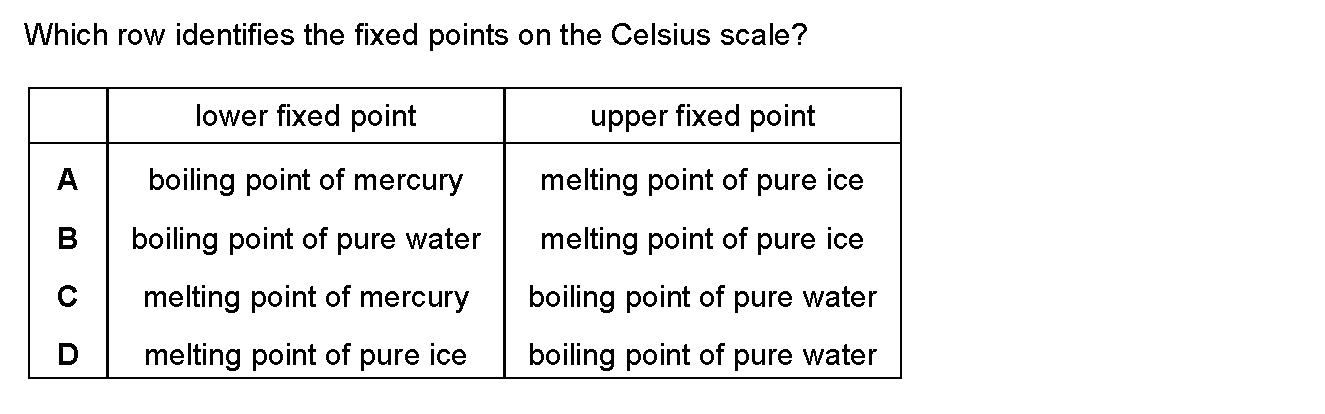 Which row identifies the fixed points on the Celsius scale?
lower fixed point upper fixed point
A boiling point of mercury melting point of pure ice
B boiling point of pure water melting point of pure ice
C melting point of mercury boiling point of pure water
D melting point of pure ice boiling point of pure water